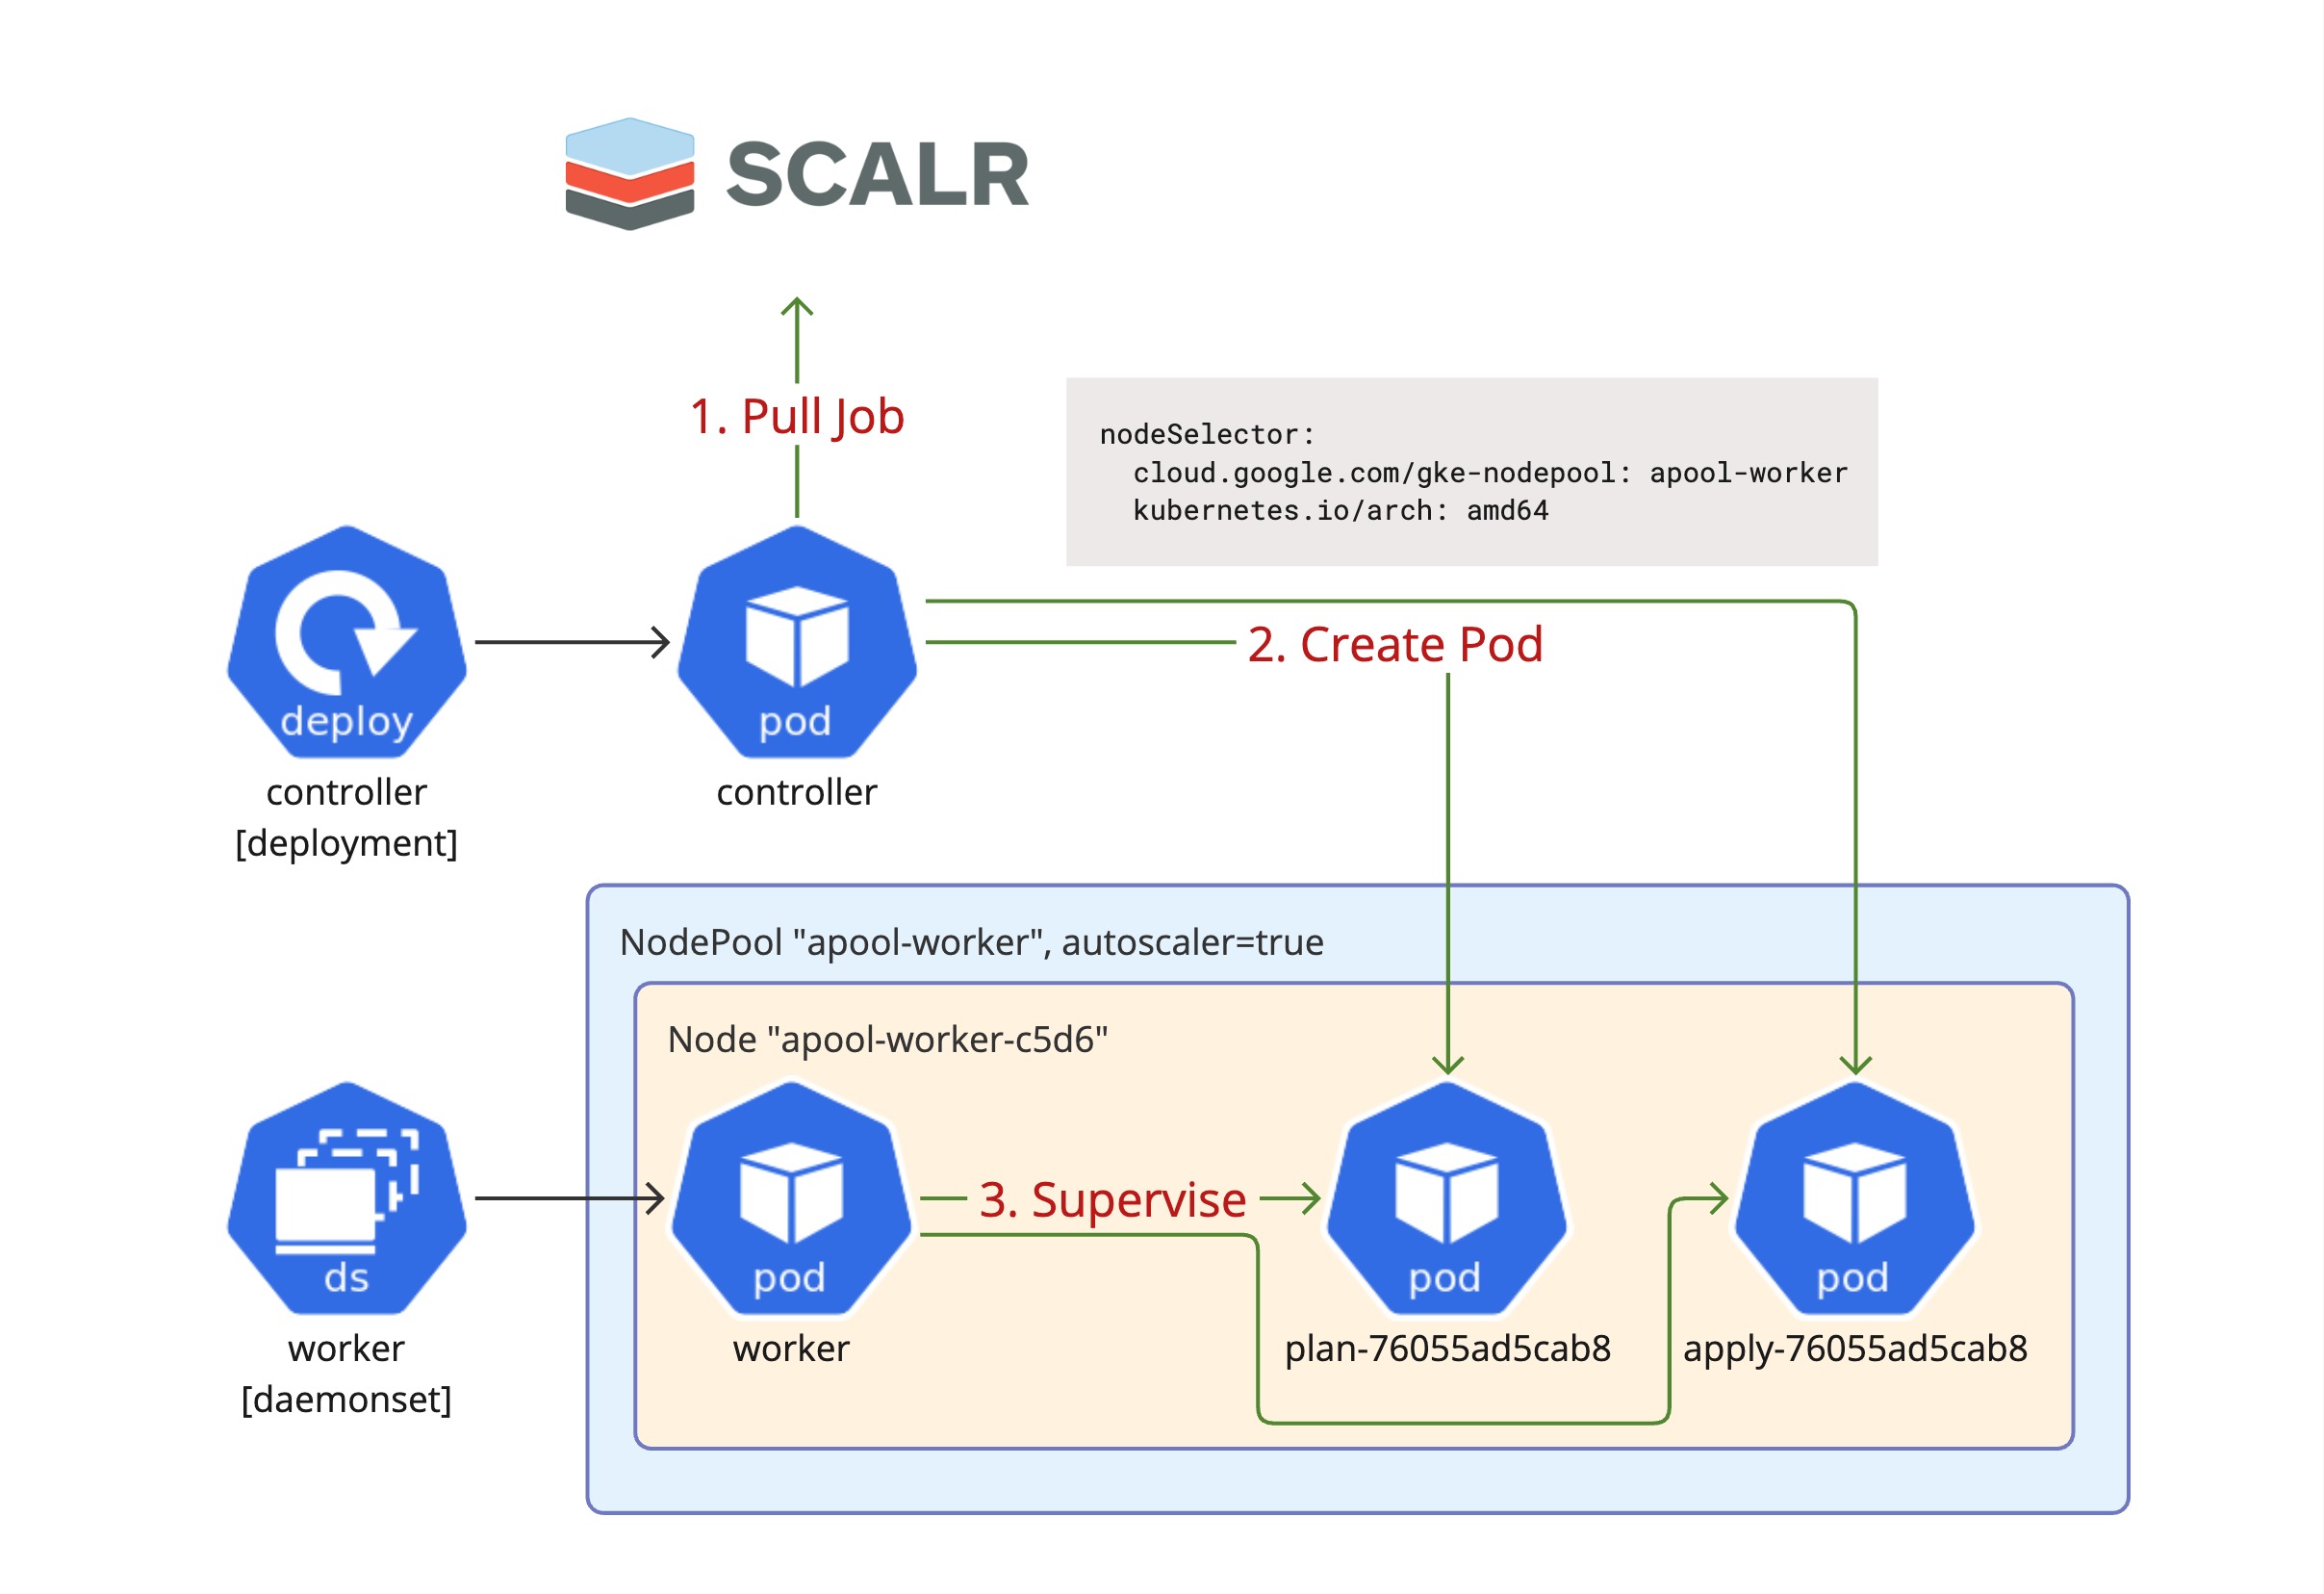 SCALR
1. Pull Job
nodeSelector:
  cloud.google.com/gke-nodepool: apool-worker
  kubernetes.io/arch: amd64
deploy
controller
[deployment]
pod
controller
2. Create Pod
NodePool "apool-worker", autoscaler=true
Node "apool-worker-c5d6"
ds
worker
[daemonset]
pod
worker
3. Supervise
pod
plan-76055ad5cab8
pod
apply-76055ad5cab8